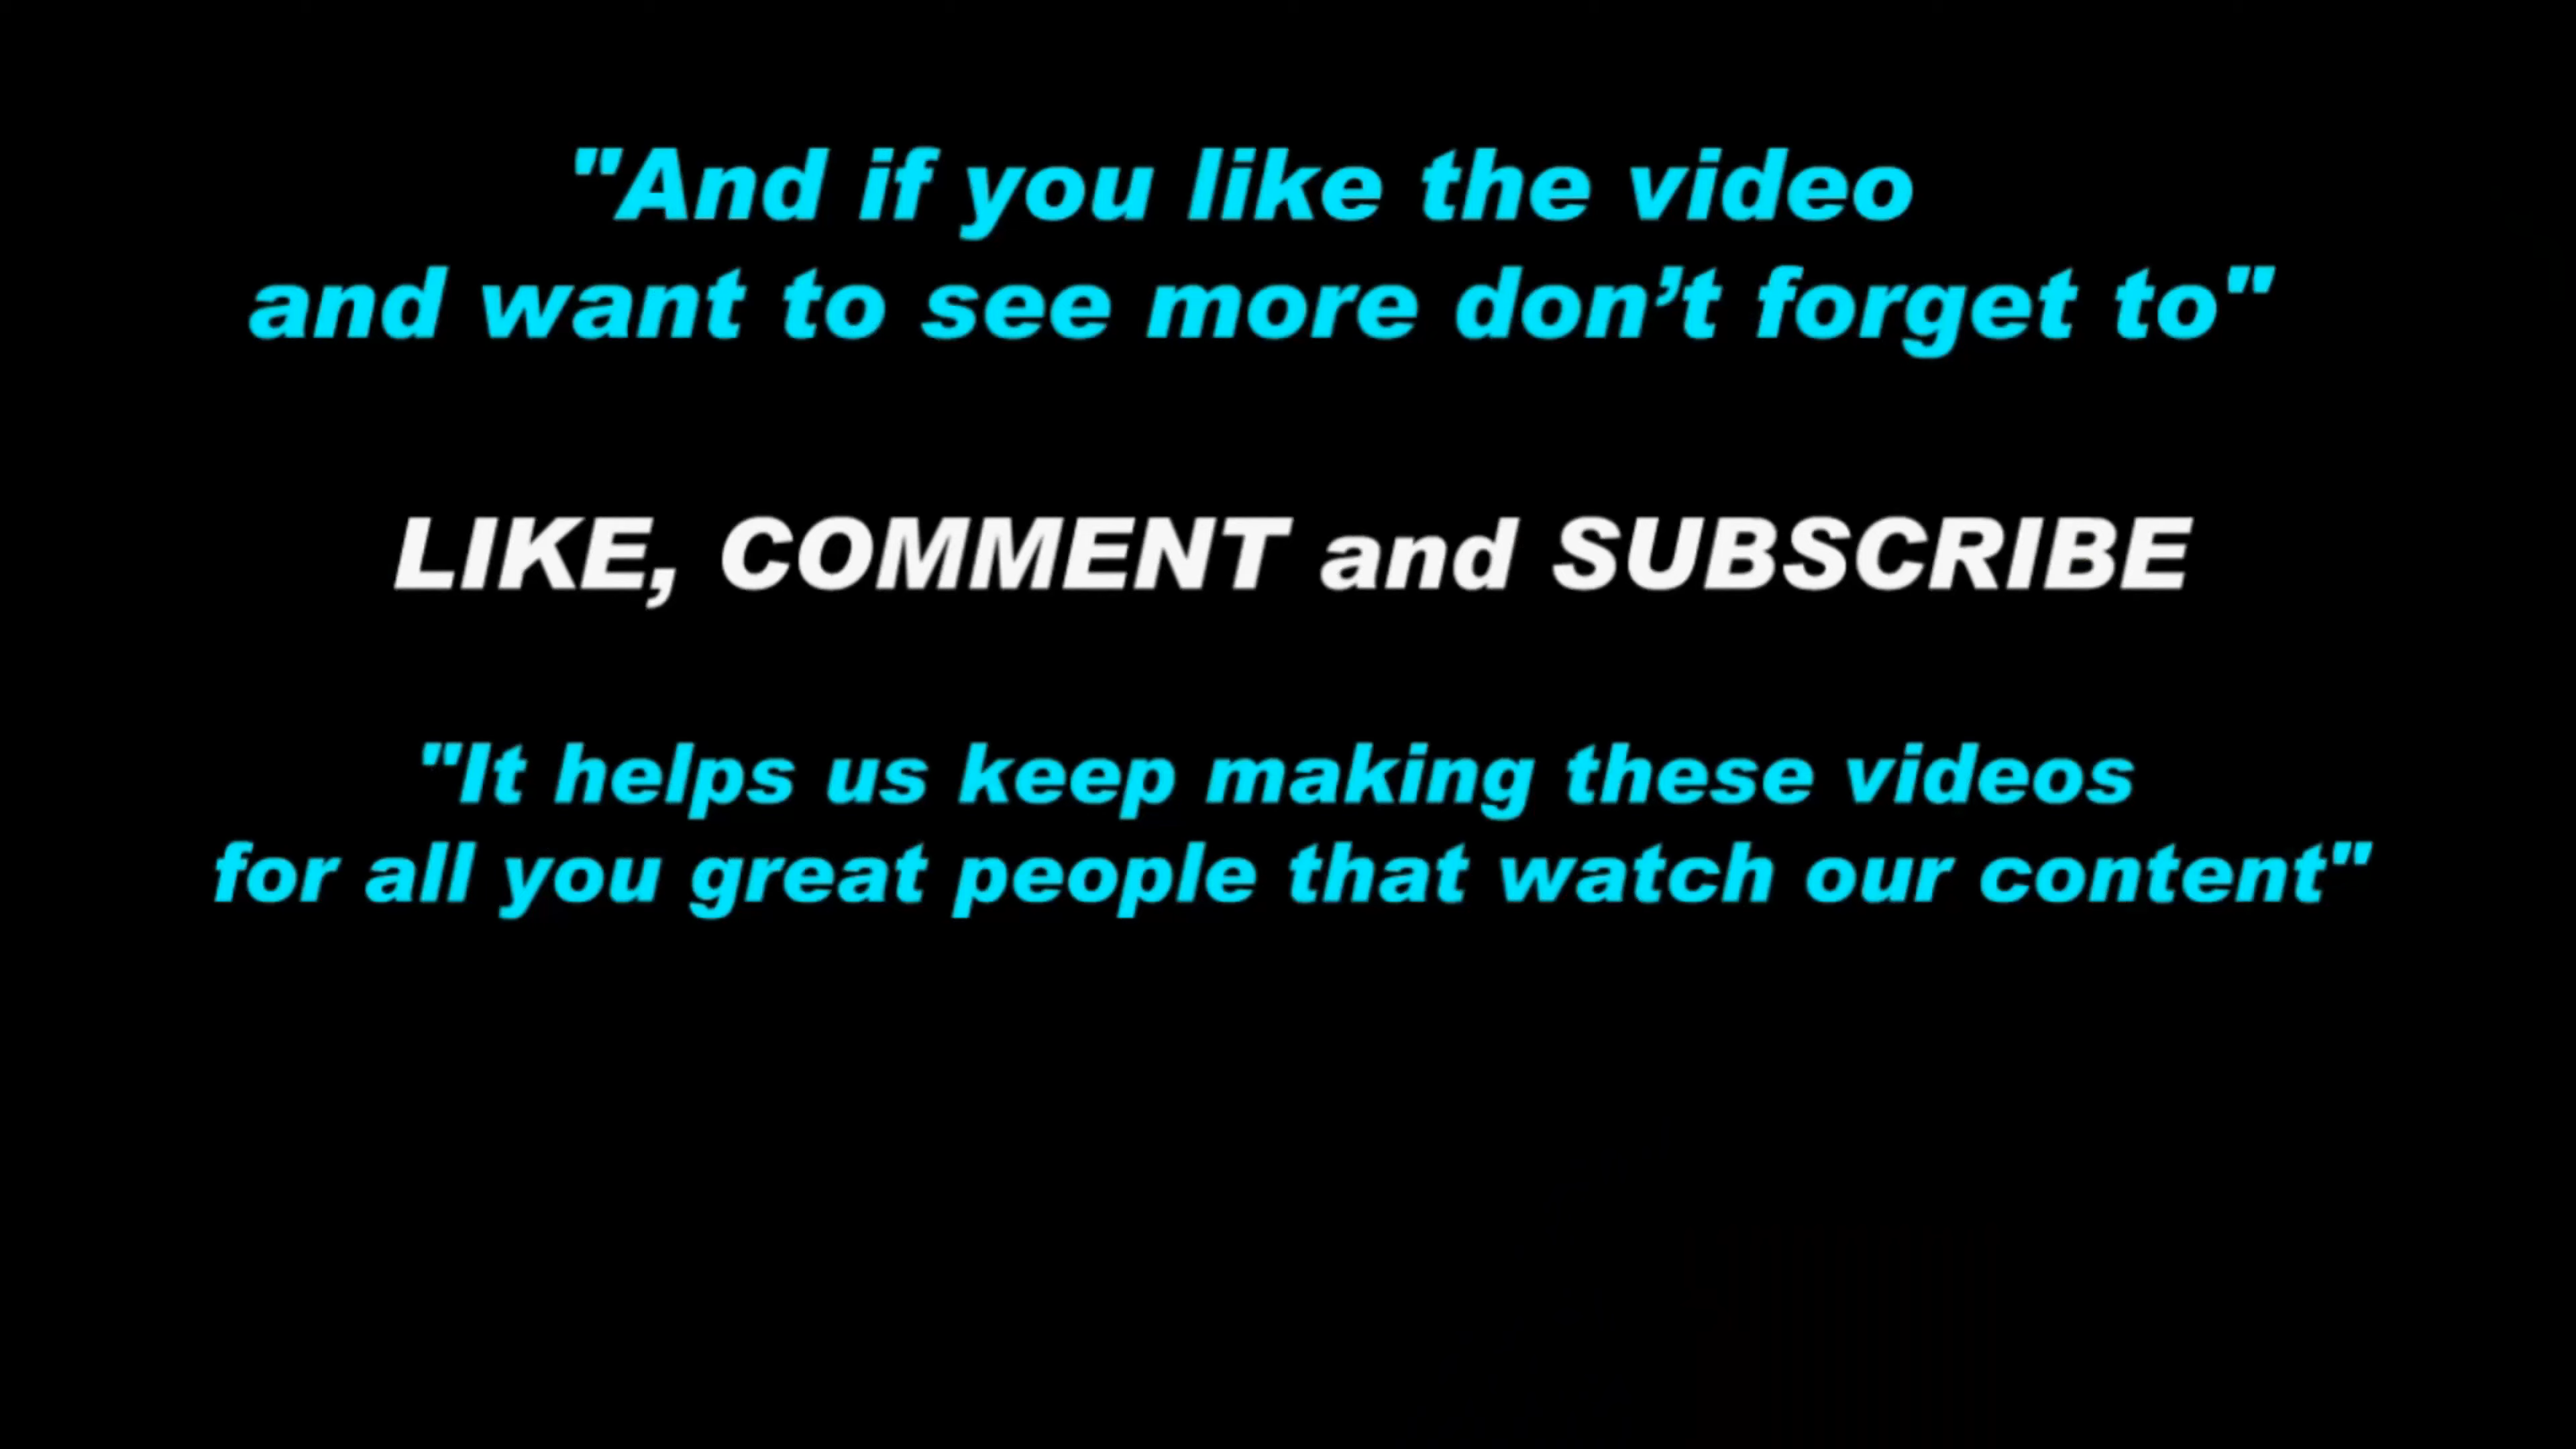 "And if you like the video
and want to see more don’t forget to"
LIKE, COMMENT and SUBSCRIBE
"It helps us keep making these videos
for all you great people that watch our content"